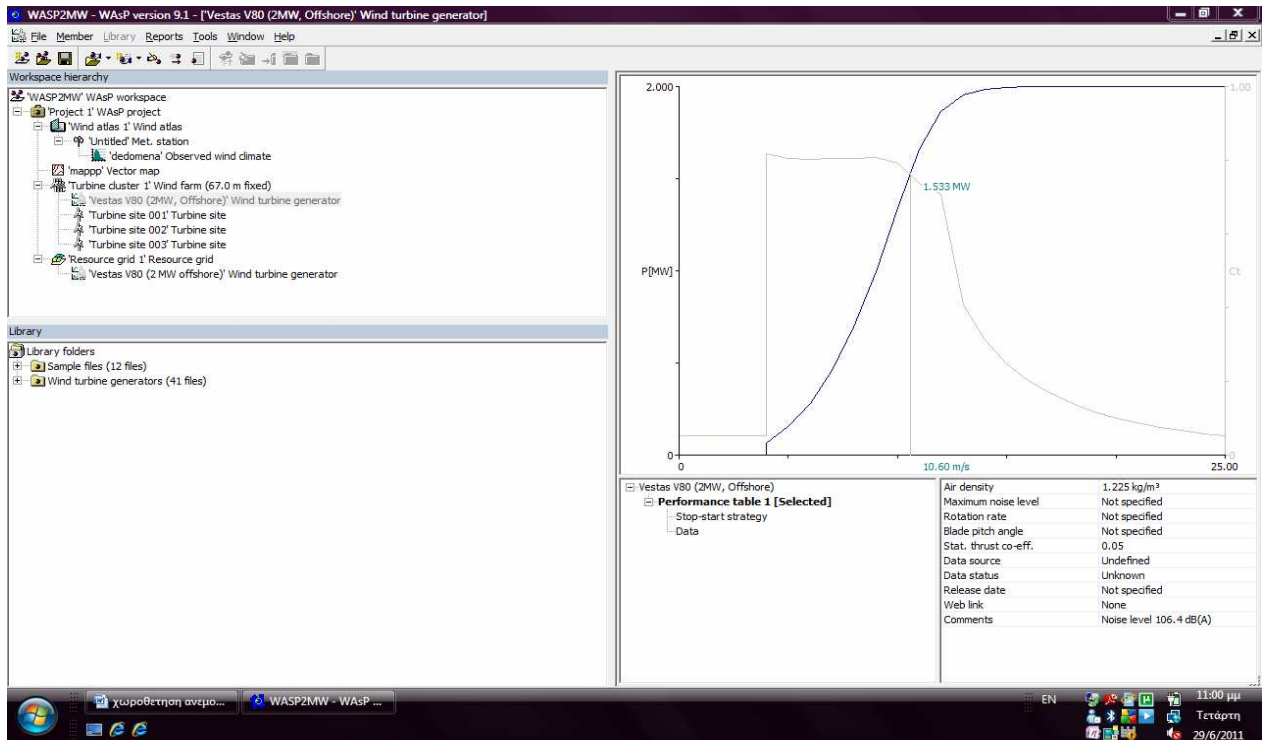 WASP2MW - WAsP version 9.1 - ['Vestas V80 (2MW, Offshore)' Wind turbine generator]
File Member Library Reports Tools Window Help
Workspace hierarchy
'WASP2MW' WAsP workspace
'Project 1' WAsP project
'Wind atlas 1' Wind atlas
'Untitled' Met. station
'dedomena' Observed wind climate
'mappp' Vector map
'Turbine cluster 1' Wind farm (67.0 m fixed)
'Vestas V80 (2MW, Offshore)' Wind turbine generator
'Turbine site 001' Turbine site
'Turbine site 002' Turbine site
'Turbine site 003' Turbine site
'Resource grid 1' Resource grid
'Vestas V80 (2 MW offshore)' Wind turbine generator
Library
Library folders
Sample files (12 files)
Wind turbine generators (41 files)
2.000
1.00
1.533 MW
P[MW]
Ct
0
0
0
10.60 m/s
25.00
Vestas V80 (2MW, Offshore)
Performance table 1 [Selected]
Stop-start strategy
Data
Air density 1.225 kg/m³
Maximum noise level Not specified
Rotation rate Not specified
Blade pitch angle Not specified
Stat. thrust co-eff. 0.05
Data source Undefined
Data status Unknown
Release date Not specified
Web link None
Comments Noise level 106.4 dB(A)
χωροθετηση ανεμο...
WASP2MW - WAsP ...
EN
11:00 μμ
Τετάρτη
29/6/2011